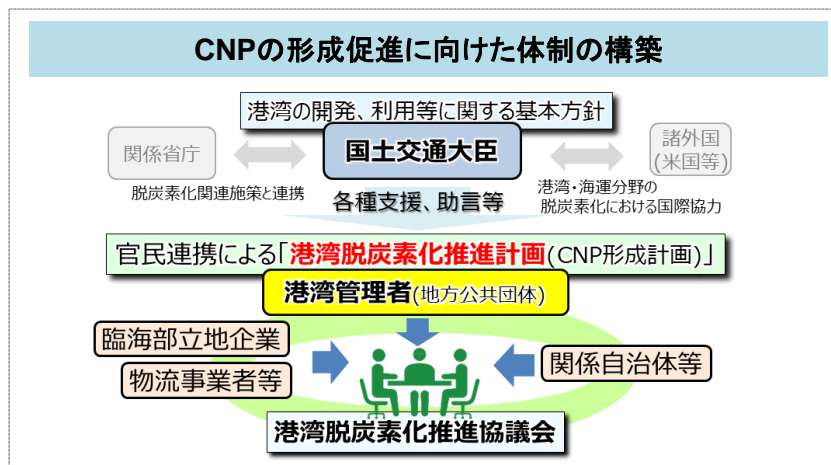 CNPの形成促進に向けた体制の構築
港湾の開発、利用等に関する基本方針
関係省庁
国土交通大臣
諸外国
(米国等)
脱炭素化関連施策と連携
各種支援、助言等
港湾・海運分野の
脱炭素化における国際協力
官民連携による「港湾脱炭素化推進計画(CNP形成計画)」
港湾管理者(地方公共団体)
臨海部立地企業
物流事業者等
関係自治体等
港湾脱炭素化推進協議会